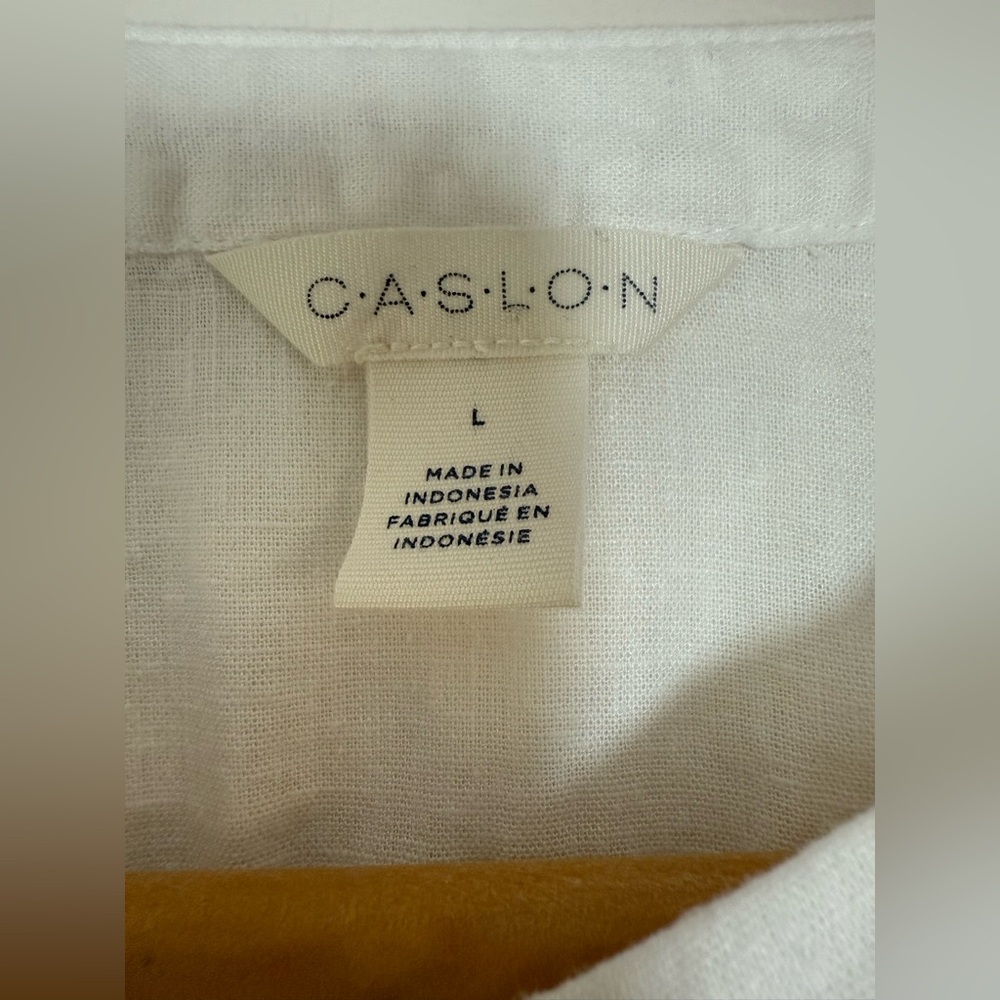 C·A·S·L·O·N
L
MADE IN
INDONESIA
FABRIQUÉ EN
INDONÉSIE